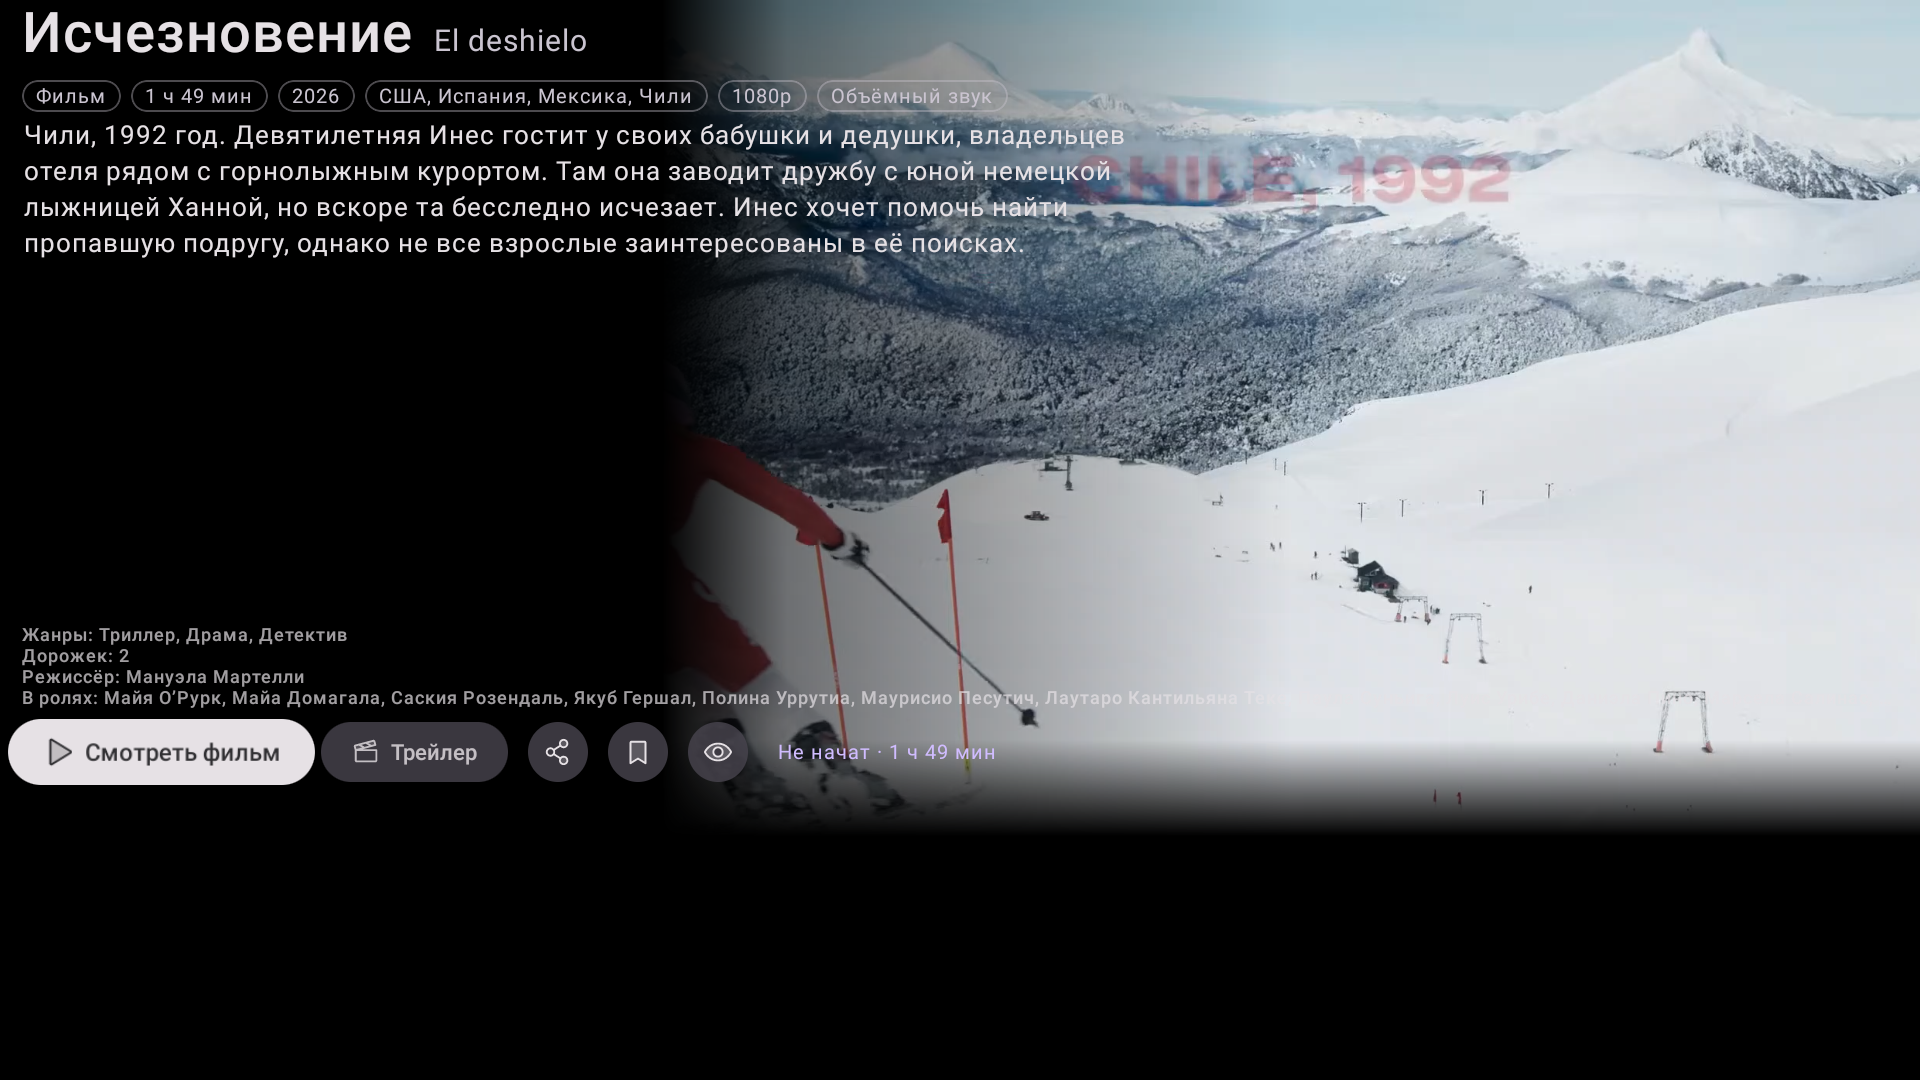 Исчезновение El deshielo
Фильм 1 ч 49 мин 2026 США, Испания, Мексика, Чили 1080p Объёмный звук
Чили, 1992 год. Девятилетняя Инес гостит у своих бабушки и дедушки, владельцев
отеля рядом с горнолыжным курортом. Там она заводит дружбу с юной немецкой
CHILE, 1992
лыжницей Ханной, но вскоре та бесследно исчезает. Инес хочет помочь найти
пропавшую подругу, однако не все взрослые заинтересованы в её поисках.
Жанры: Триллер, Драма, Детектив
Дорожек: 2
Режиссёр: Мануэла Мартелли
В ролях: Майя О’Рурк, Майа Домагала, Саския Розендаль, Якуб Гершал, Полина Уррутиа, Маурисио Песутич, Лаутаро Кантильяна
Смотреть фильм Трейлер Не начат · 1 ч 49 мин